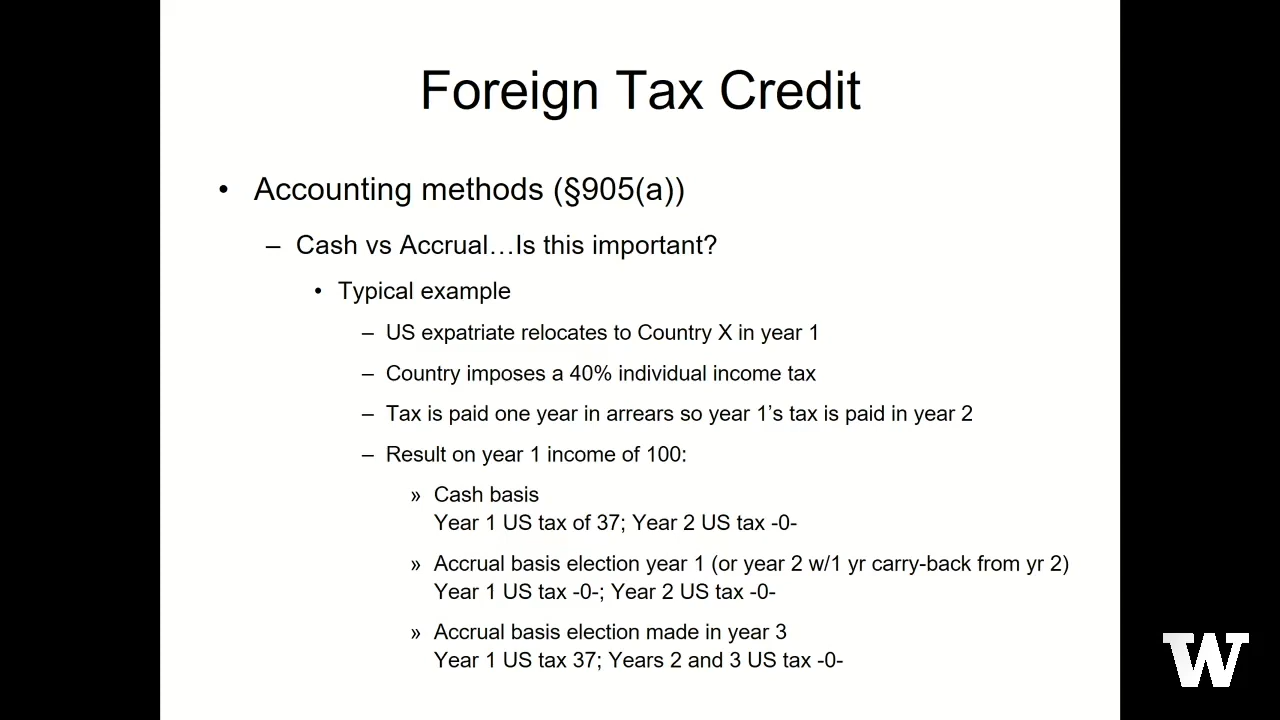 Foreign Tax Credit
• Accounting methods (§905(a))
– Cash vs Accrual…Is this important?
• Typical example
– US expatriate relocates to Country X in year 1
– Country imposes a 40% individual income tax
– Tax is paid one year in arrears so year 1’s tax is paid in year 2
– Result on year 1 income of 100:
» Cash basis
Year 1 US tax of 37; Year 2 US tax -0-
» Accrual basis election year 1 (or year 2 w/1 yr carry-back from yr 2)
Year 1 US tax -0-; Year 2 US tax -0-
» Accrual basis election made in year 3
Year 1 US tax 37; Years 2 and 3 US tax -0-
W